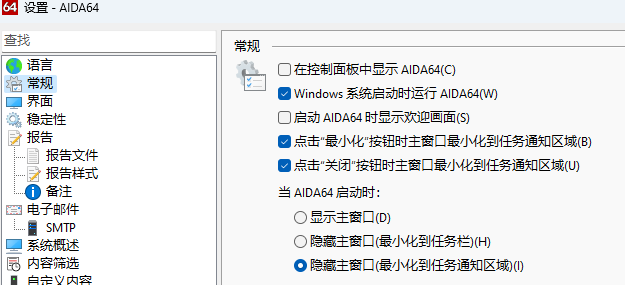 64 设置 - AIDA64
查找
语言
常规
界面
稳定性
报告
报告文件
报告样式
备注
电子邮件
SMTP
系统概述
内容筛选
自定义内容
常规
在控制面板中显示 AIDA64(C)
Windows 系统启动时运行 AIDA64(W)
启动 AIDA64 时显示欢迎画面(S)
点击“最小化”按钮时主窗口最小化到任务通知区域(B)
点击“关闭”按钮时主窗口最小化到任务通知区域(U)
当 AIDA64 启动时：
显示主窗口(D)
隐藏主窗口(最小化到任务栏)(H)
隐藏主窗口(最小化到任务通知区域)(I)